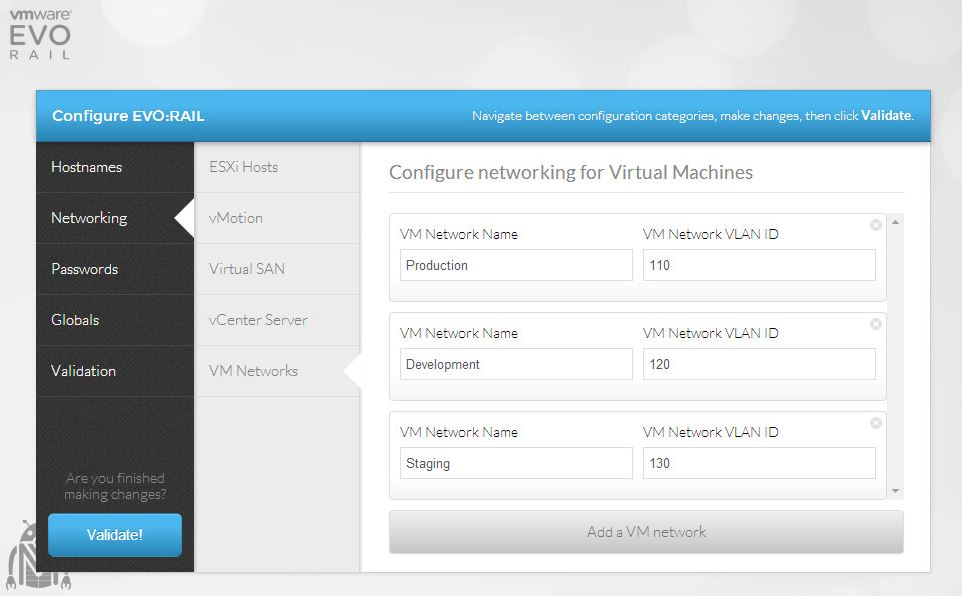 vmware
EVO
RAIL
Configure EVO:RAIL
Navigate between configuration categories, make changes, then click Validate.
Hostnames
Networking
Passwords
Globals
Validation
Are you finished
making changes?
Validate!
ESXi Hosts
vMotion
Virtual SAN
vCenter Server
VM Networks
Configure networking for Virtual Machines
VM Network Name VM Network VLAN ID
Production 110
VM Network Name VM Network VLAN ID
Development 120
VM Network Name VM Network VLAN ID
Staging 130
Add a VM network